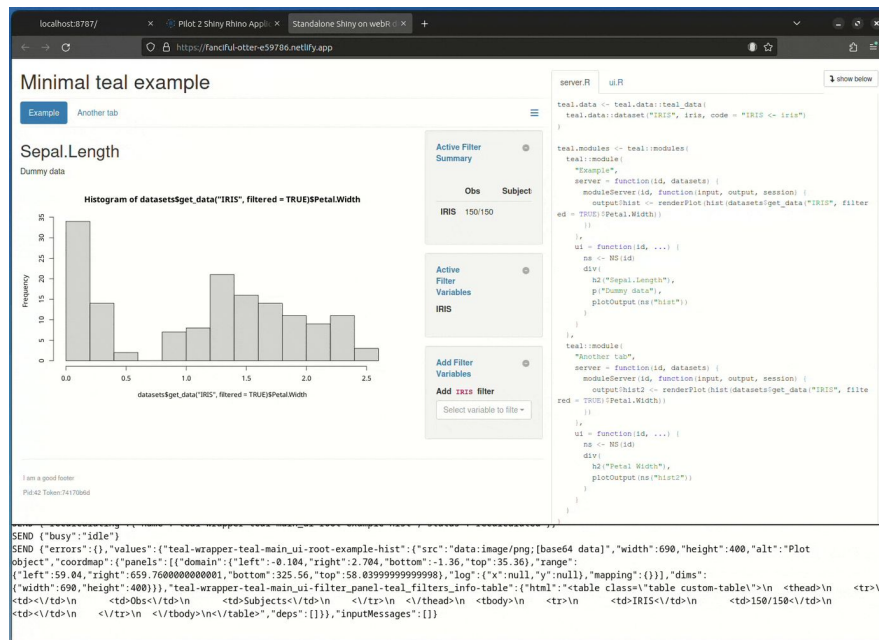 localhost:8787/
Pilot 2 Shiny Rhino Applic
Standalone Shiny on webR d
https://fanciful-otter-e59786.netlify.app
Minimal teal example
Example
Another tab
Sepal.Length
Dummy data
Histogram of datasets$get_data("IRIS", filtered = TRUE)$Petal.Width
Frequency
35
30
25
20
15
10
5
0
0.0 0.5 1.0 1.5 2.0 2.5
datasets$get_data("IRIS", filtered = TRUE)$Petal.Width
I am a good footer
Pid:42 Token:74170b6d
Active Filter
Summary
Obs Subject
IRIS 150/150
Active
Filter
Variables
IRIS
Add Filter
Variables
Add IRIS filter
Select variable to filte
server.R
ui.R
show below
teal.data <- teal.data::teal_data(
teal.data::dataset("IRIS", iris, code = "IRIS <- iris")
)
teal.modules <- teal::modules(
teal::module(
"Example",
server = function(id, datasets) {
moduleServer(id, function(input, output, session) {
output$hist <- renderPlot(hist(datasets$get_data("IRIS", filter
ed = TRUE)$Petal.Width))
})
},
ui = function(id, ...) {
ns <- NS(id)
div(
h2("Sepal.Length"),
p("Dummy data"),
plotOutput(ns("hist"))
)
}
),
teal::module(
"Another tab",
server = function(id, datasets) {
moduleServer(id, function(input, output, session) {
output$hist2 <- renderPlot(hist(datasets$get_data("IRIS", filte
red = TRUE)$Petal.Width))
})
},
ui = function(id, ...) {
ns <- NS(id)
div(
h2("Petal Width"),
plotOutput(ns("hist2"))
)
}
)
SEND {"busy":"idle"}
SEND {"errors":{},"values":{"teal-wrapper-teal-main_ui-root-example-hist":{"src":"data:image/png;[base64 data]","width":690,"height":400,"alt":"Plot
object","coordmap":{"panels":[{"domain":{"left":-0.104,"right":2.704,"bottom":-1.36,"top":35.36},"range":
{"left":59.04,"right":659.7600000000001,"bottom":325.56,"top":58.03999999999998},"log":{"x":null,"y":null},"mapping":{}}],"dims":
{"width":690,"height":400}}},"teal-wrapper-teal-main_ui-filter_panel-teal_filters_info-table":{"html":"<table class=\"table custom-table\">\n <thead>\n <tr>\
<td><\/td>\n <td>Obs<\/td>\n <td>Subjects<\/td>\n <\/tr>\n <\/thead>\n <tbody>\n <tr>\n <td>IRIS<\/td>\n <td>150/150<\/td>\n
<td><\/td>\n <\/tr>\n <\/tbody>\n<\/table>","deps":[]}},"inputMessages":[]}